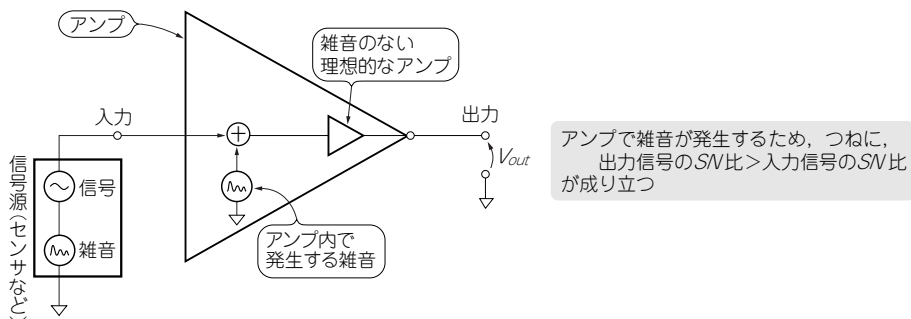 アンプ
雑音のない
理想的なアンプ
入力
出力
Vout
信号源(センサなど)
信号
雑音
アンプ内で
発生する雑音
アンプで雑音が発生するため，つねに，
出力信号のSN比＞入力信号のSN比
が成り立つ